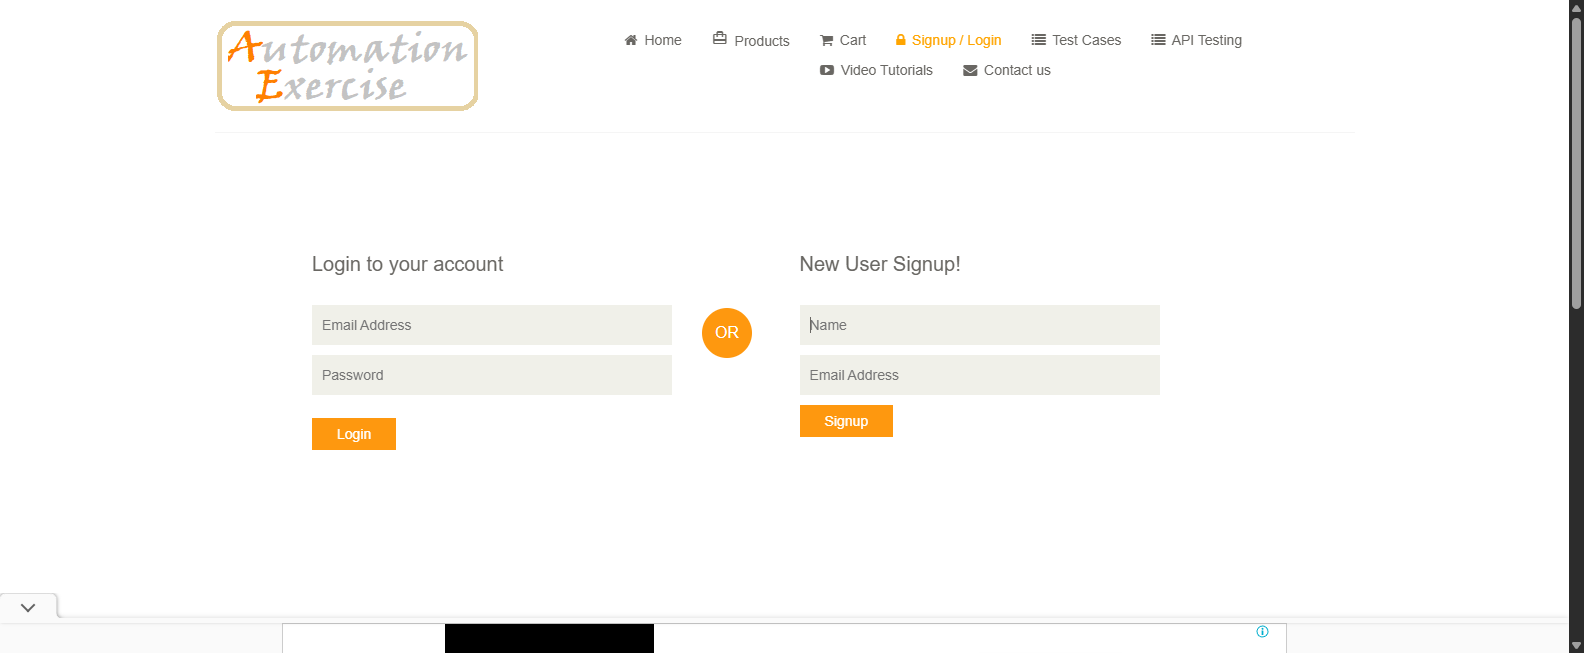 Automation
Exercise
Home Products Cart Signup / Login Test Cases API Testing
Video Tutorials Contact us
Login to your account
Email Address
Password
Login
OR
New User Signup!
Name
Email Address
Signup